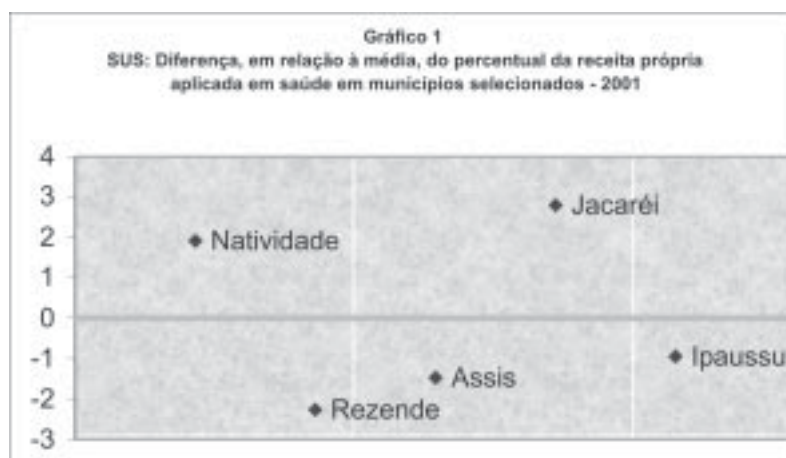 Gráfico 1
SUS: Diferença, em relação à média, do percentual da receita própria
aplicada em saúde em municípios selecionados - 2001
4
3
Jacaréi
2
Natividade
1
0
-1
Ipaussu
Assis
-2
Rezende
-3